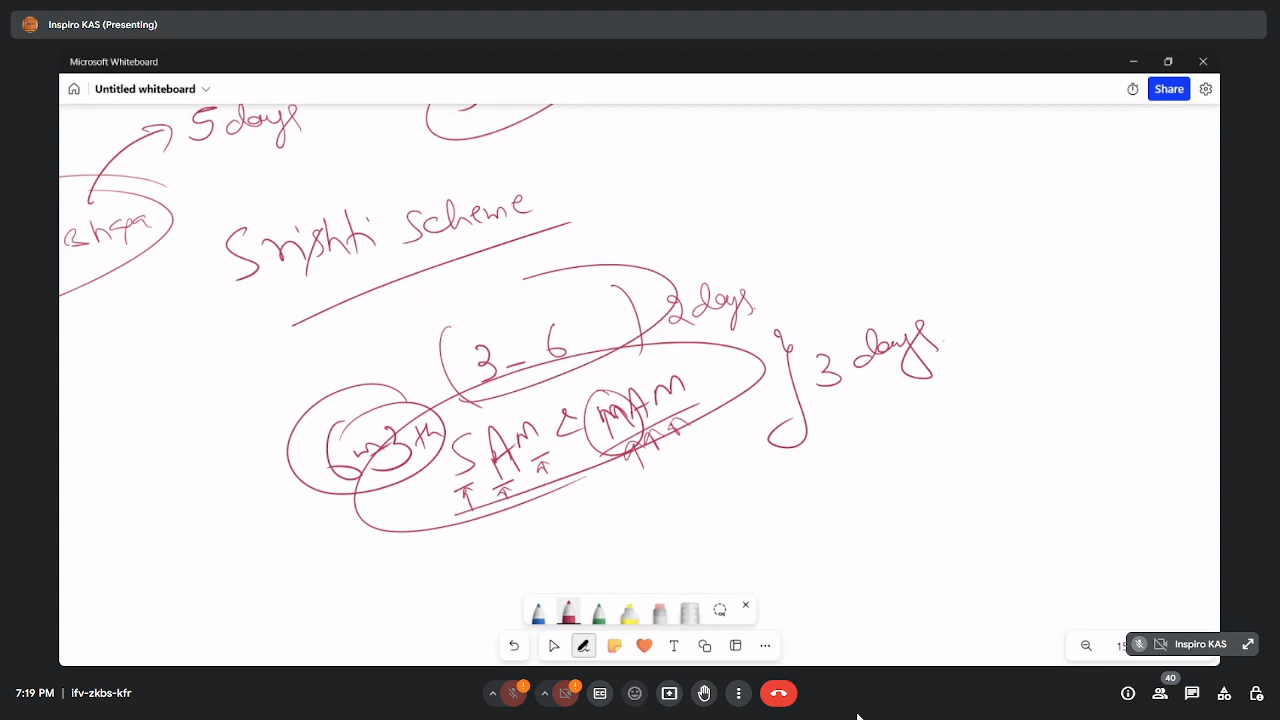 Inspiro KAS (Presenting)
Microsoft Whiteboard
Untitled whiteboard
Share
5 days
Srishti scheme
(3-6) 2 days
SAM & MAM
3 days
Inspiro KAS
40
7:19 PM | ifv-zkbs-kfr